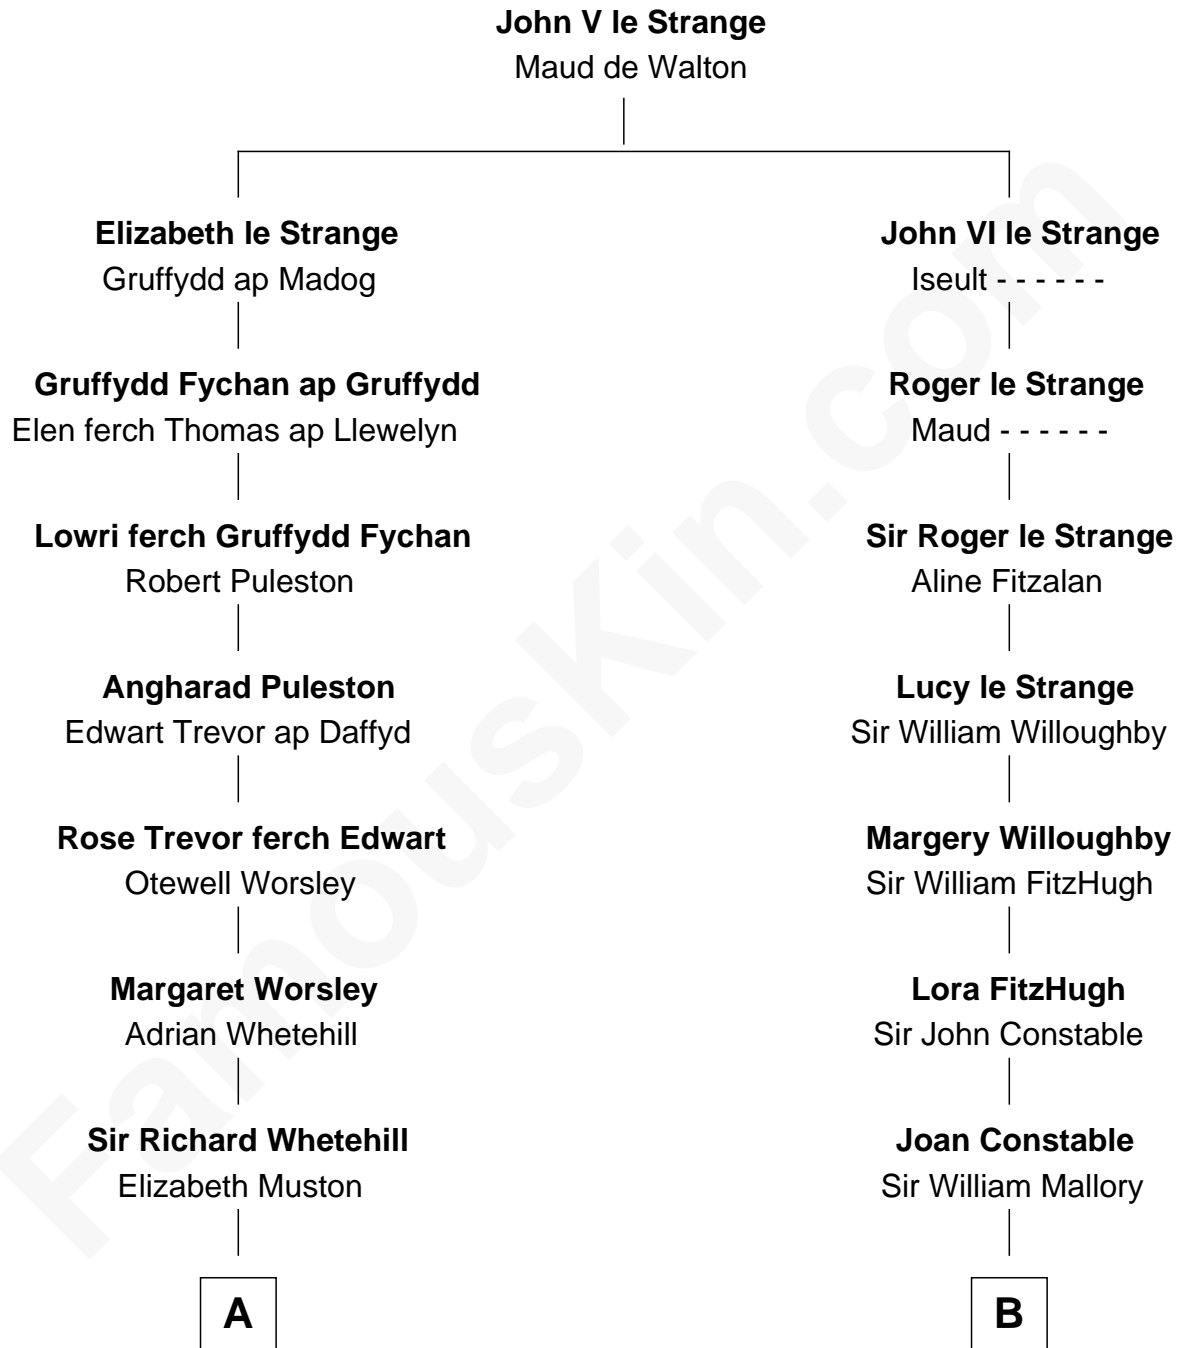 John V le Strange
Maud de Walton
Elizabeth le Strange
Gruffydd ap Madog
John VI le Strange
Iseult - - - - - -
Gruffydd Fychan ap Gruffydd
Elen ferch Thomas ap Llewelyn
Roger le Strange
Maud - - - - - -
Lowri ferch Gruffydd Fychan
Robert Puleston
Sir Roger le Strange
Aline Fitzalan
Angharad Puleston
Edwart Trevor ap Daffyd
Lucy le Strange
Sir William Willoughby
Rose Trevor ferch Edwart
Otewell Worsley
Margery Willoughby
Sir William FitzHugh
Margaret Worsley
Adrian Whetehill
Lora FitzHugh
Sir John Constable
Sir Richard Whetehill
Elizabeth Muston
Joan Constable
Sir William Mallory
A
B
FamousKin.com